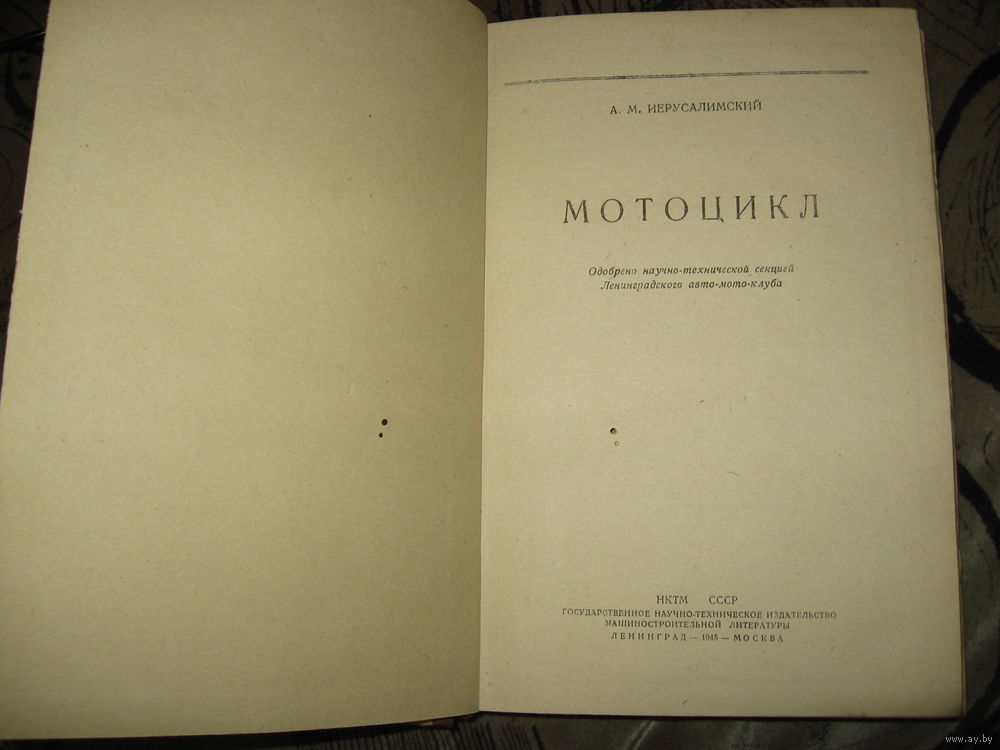 А. М. ИЕРУСАЛИМСКИЙ
МОТОЦИКЛ
Одобрено научно-технической секцией
Ленинградского авто-мото-клуба
НКТМ СССР
ГОСУДАРСТВЕННОЕ НАУЧНО-ТЕХНИЧЕСКОЕ ИЗДАТЕЛЬСТВО
МАШИНОСТРОИТЕЛЬНОЙ ЛИТЕРАТУРЫ
ЛЕНИНГРАД — 1945 — МОСКВА
www.ay.by